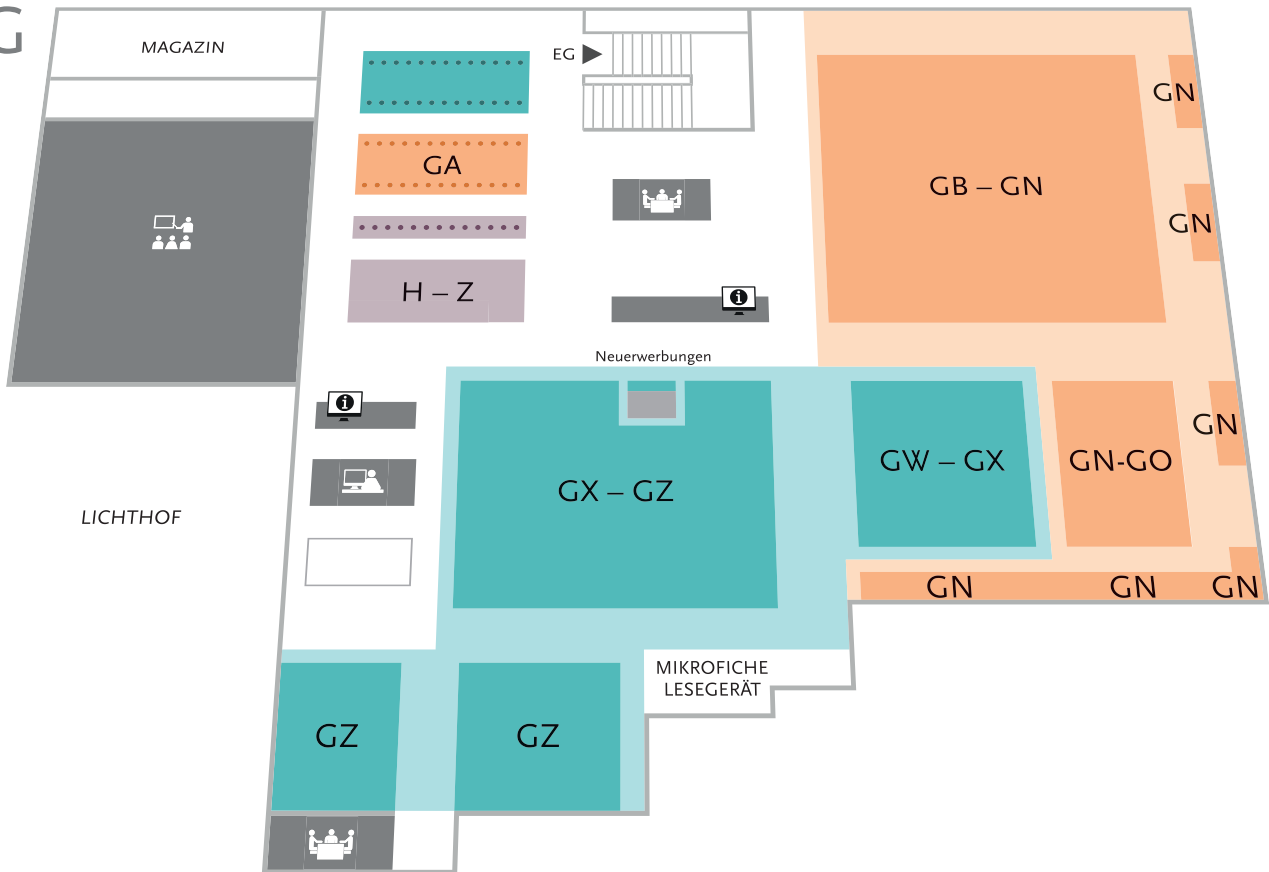 G
MAGAZIN
EG
GN
GA
GB – GN
GN
H – Z
Neuerwerbungen
GN
GX – GZ
GW – GX
GN-GO
LICHTHOF
GN
GN
GN
MIKROFICHE
LESEGERÄT
GZ
GZ